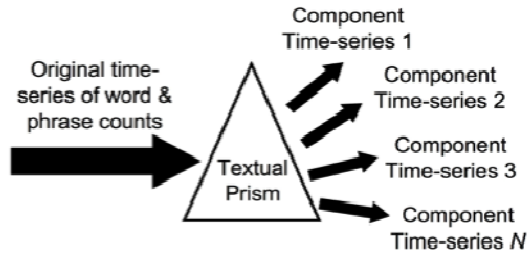 Original time-
series of word &
phrase counts
Textual
Prism
Component
Time-series 1
Component
Time-series 2
Component
Time-series 3
Component
Time-series N